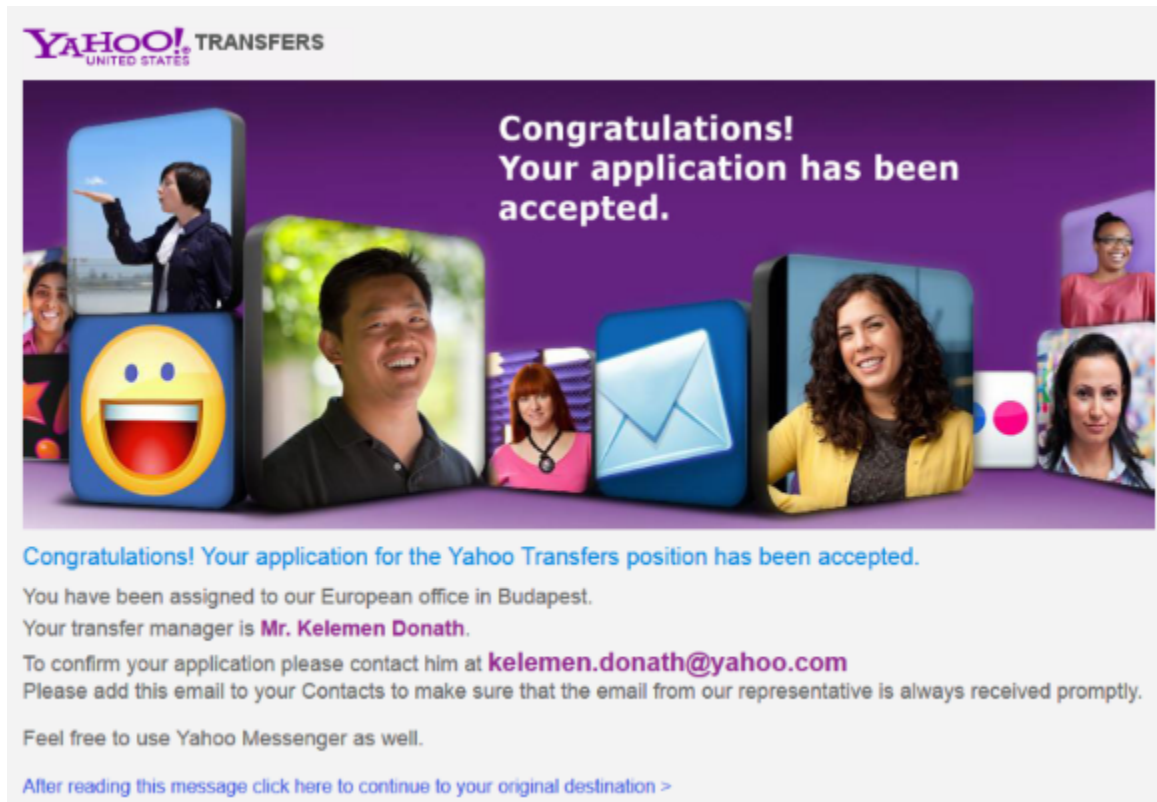 YAHOO!® TRANSFERS
UNITED STATES
Congratulations!
Your application has been
accepted.
Congratulations! Your application for the Yahoo Transfers position has been accepted.
You have been assigned to our European office in Budapest.
Your transfer manager is Mr. Kelemen Donath.
To confirm your application please contact him at kelemen.donath@yahoo.com
Please add this email to your Contacts to make sure that the email from our representative is always received promptly.
Feel free to use Yahoo Messenger as well.
After reading this message click here to continue to your original destination >